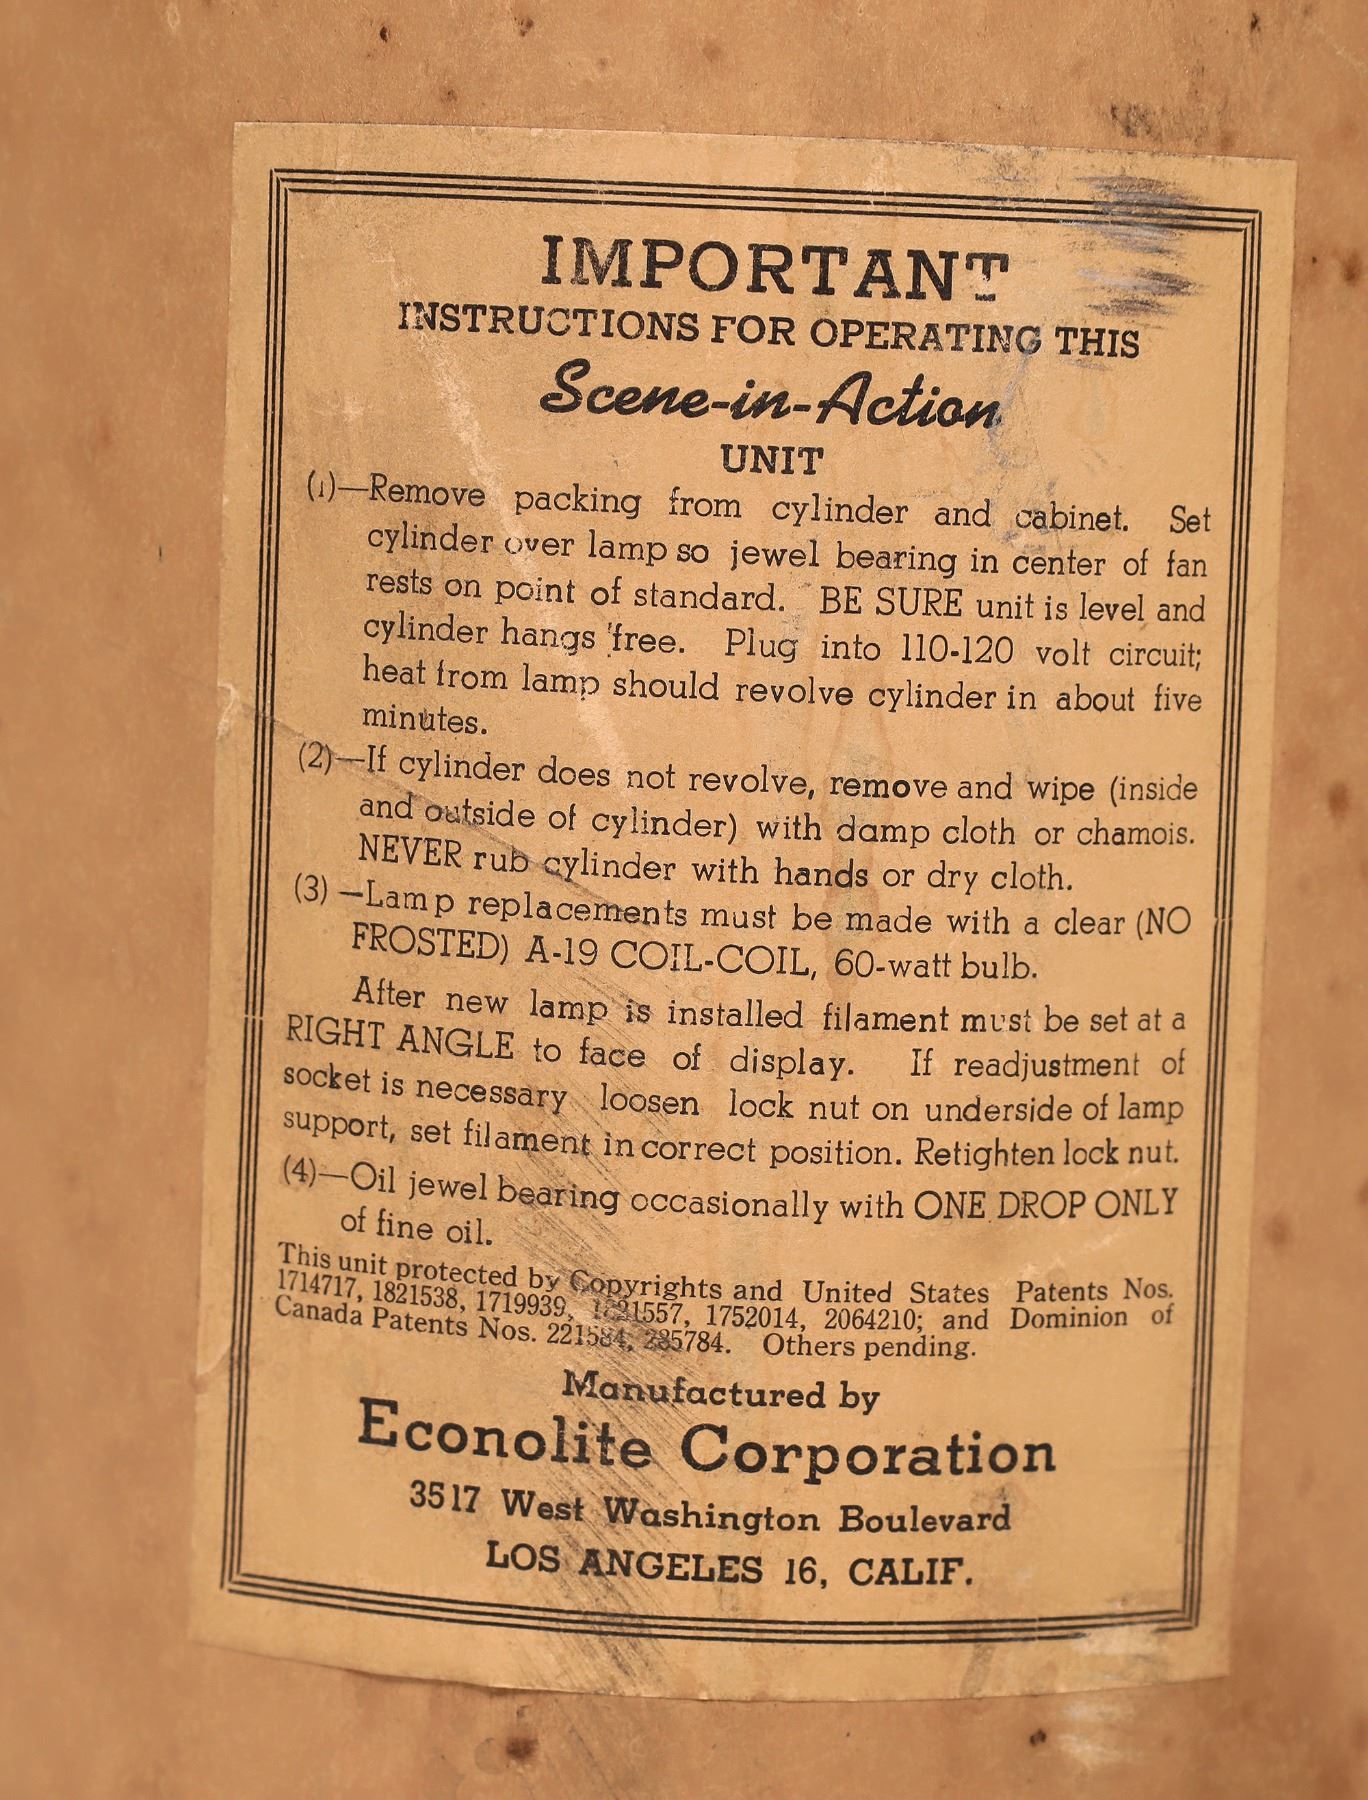 IMPORTANT
INSTRUCTIONS FOR OPERATING THIS
Scene-in-Action
UNIT
(1)—Remove packing from cylinder and cabinet. Set
cylinder over lamp so jewel bearing in center of fan
rests on point of standard. BE SURE unit is level and
cylinder hangs free. Plug into 110-120 volt circuit;
heat from lamp should revolve cylinder in about five
minutes.
(2)—If cylinder does not revolve, remove and wipe (inside
and outside of cylinder) with damp cloth or chamois.
NEVER rub cylinder with hands or dry cloth.
(3)—Lamp replacements must be made with a clear (NO
FROSTED) A-19 COIL-COIL, 60-watt bulb.
After new lamp is installed filament must be set at a
RIGHT ANGLE to face of display. If readjustment of
socket is necessary loosen lock nut on underside of lamp
support, set filament in correct position. Retighten lock nut.
(4)—Oil jewel bearing occasionally with ONE DROP ONLY
of fine oil.
This unit protected by Copyrights and United States Patents Nos.
1714717, 1821538, 1719939, 1752014, 2064210; and Dominion of
Canada Patents Nos. 221584, 285784. Others pending.
Manufactured by
Econolite Corporation
3517 West Washington Boulevard
LOS ANGELES 16, CALIF.